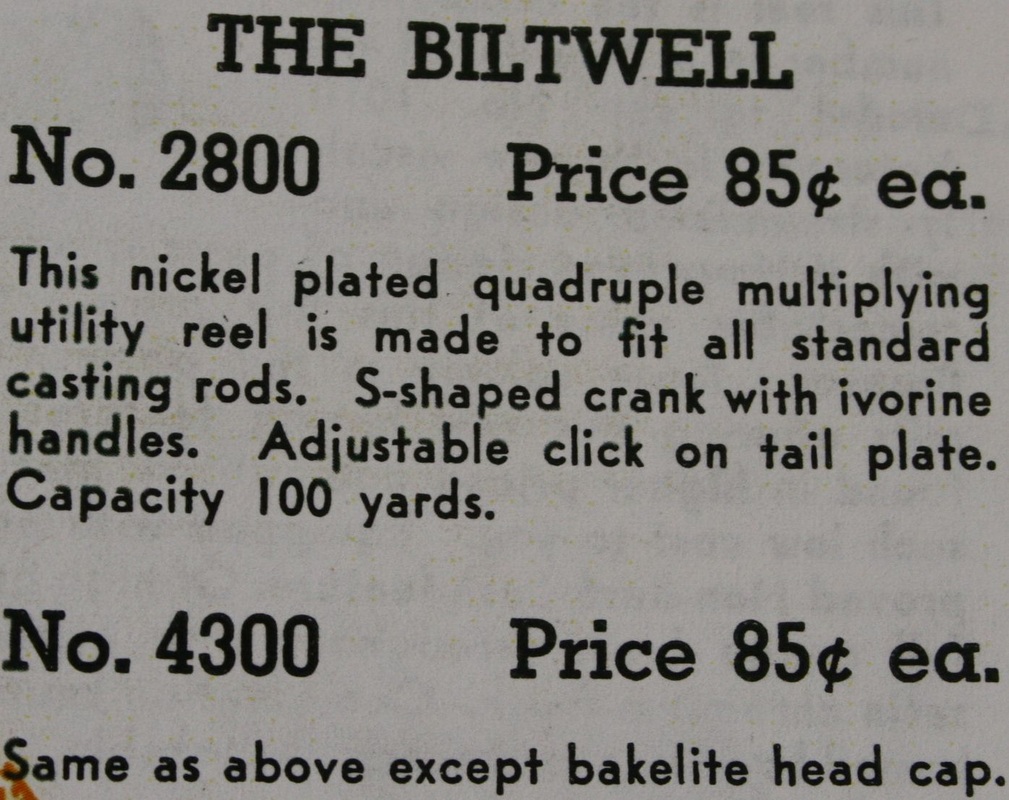 THE BILTWELL
No. 2800 Price 85¢ ea.
This nickel plated quadruple multiplying
utility reel is made to fit all standard
casting rods. S-shaped crank with ivorine
handles. Adjustable click on tail plate.
Capacity 100 yards.
No. 4300 Price 85¢ ea.
Same as above except bakelite head cap.